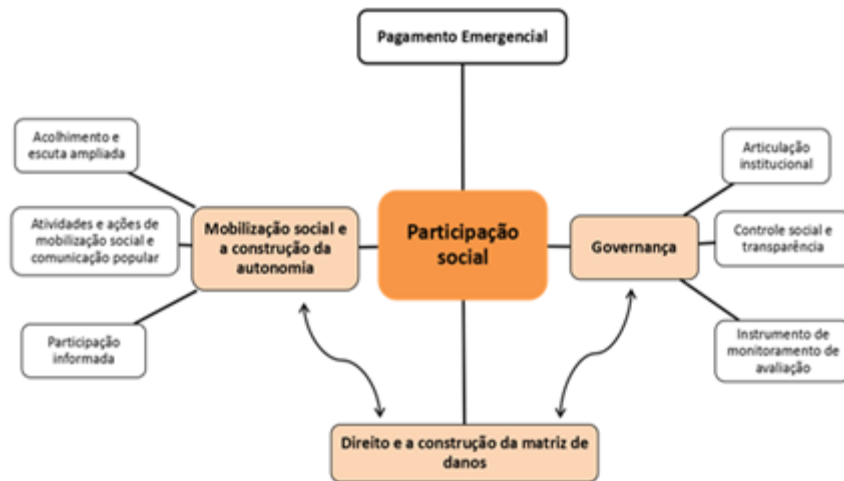 Pagamento Emergencial
Acolhimento e
escuta ampliada
Atividades e ações de
mobilização social e
comunicação popular
Participação
informada
Mobilização social e
a construção da
autonomia
Participação
social
Governança
Articulação
institucional
Controle social e
transparência
Instrumento de
monitoramento de
avaliação
Direito e a construção da matriz de
danos